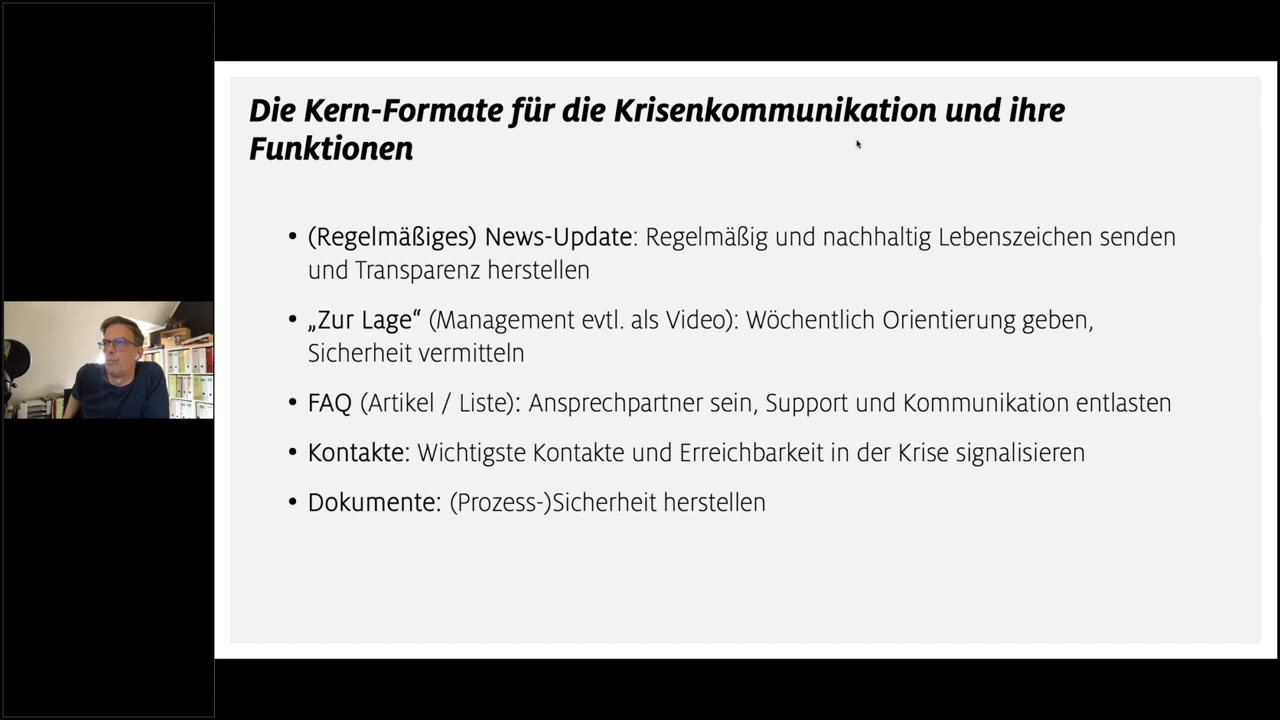 Die Kern-Formate für die Krisenkommunikation und ihre
Funktionen
• (Regelmäßiges) News-Update: Regelmäßig und nachhaltig Lebenszeichen senden
und Transparenz herstellen
• „Zur Lage“ (Management evtl. als Video): Wöchentlich Orientierung geben,
Sicherheit vermitteln
• FAQ (Artikel / Liste): Ansprechpartner sein, Support und Kommunikation entlasten
• Kontakte: Wichtigste Kontakte und Erreichbarkeit in der Krise signalisieren
• Dokumente: (Prozess-)Sicherheit herstellen